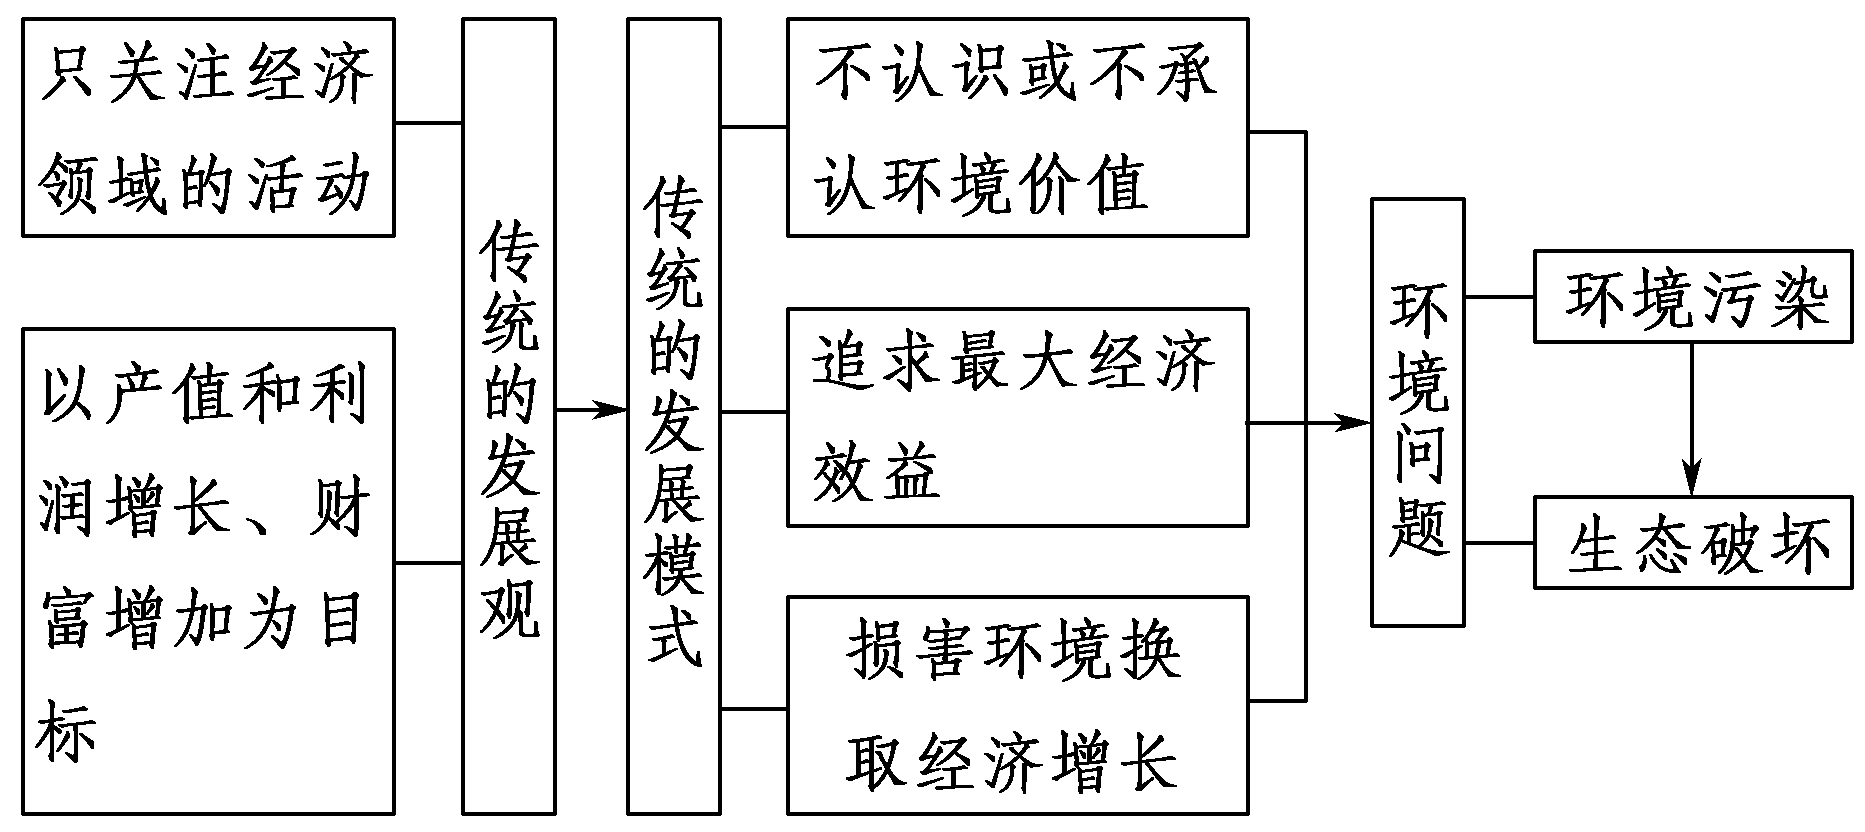 只关注经济
领域的活动
以产值和利
润增长、财
富增加为目
标
传统的发展观
传统的发展模式
不认识或不承
认环境价值
追求最大经济
效益
损害环境换
取经济增长
环境问题
环境污染
生态破坏